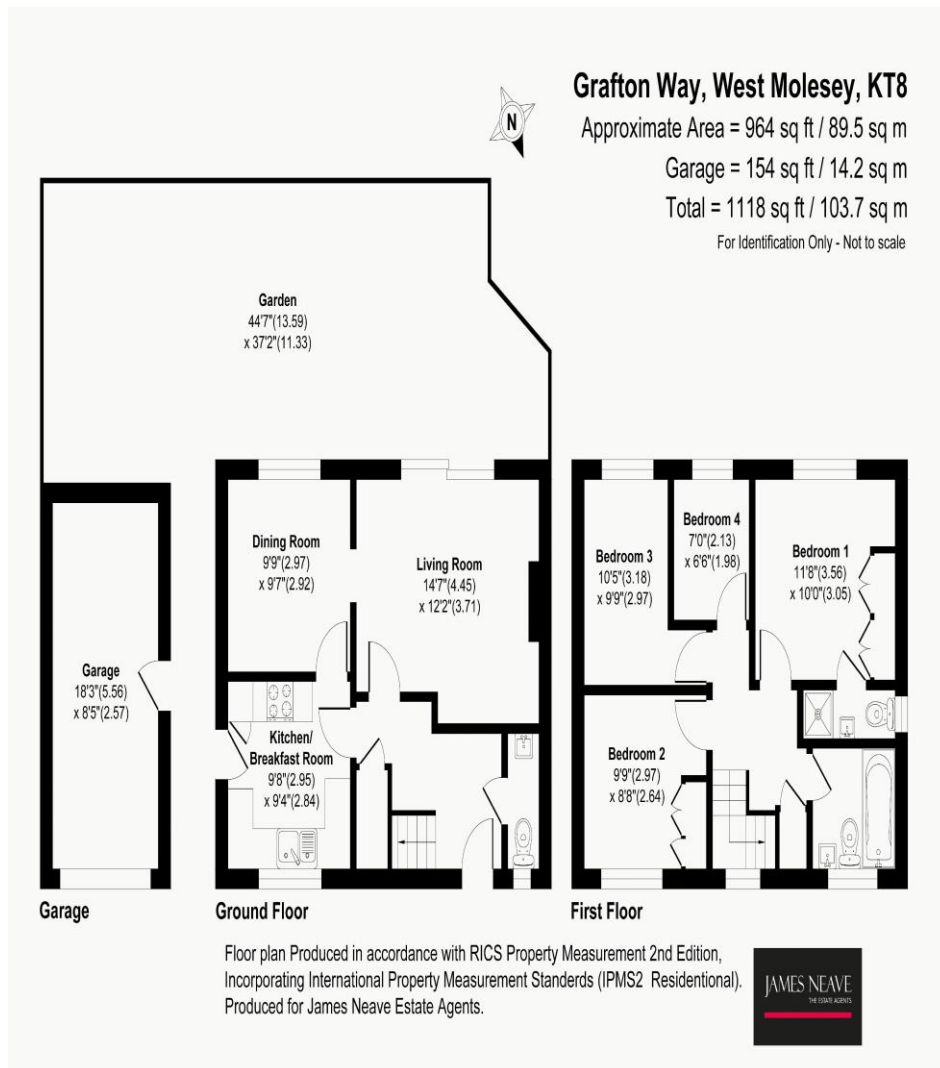 Grafton Way, West Molesey, KT8
Approximate Area = 964 sq ft / 89.5 sq m
Garage = 154 sq ft / 14.2 sq m
Total = 1118 sq ft / 103.7 sq m
For Identification Only - Not to scale
N
Garden
44'7"(13.59)
x 37'2"(11.33)
Dining Room
9'9"(2.97)
x 9'7"(2.92)
Living Room
14'7"(4.45)
x 12'2"(3.71)
Garage
18'3"(5.56)
x 8'5"(2.57)
Kitchen/
Breakfast Room
9'8"(2.95)
x 9'4"(2.84)
Bedroom 3
10'5"(3.18)
x 9'9"(2.97)
Bedroom 4
7'0"(2.13)
x 6'6"(1.98)
Bedroom 1
11'8"(3.56)
x 10'0"(3.05)
Bedroom 2
9'9"(2.97)
x 8'8"(2.64)
Garage
Ground Floor
First Floor
Floor plan Produced in accordance with RICS Property Measurement 2nd Edition,
Incorporating International Property Measurement Standerds (IPMS2 Residentional).
Produced for James Neave Estate Agents.
JAMES NEAVE
THE ESTATE AGENTS